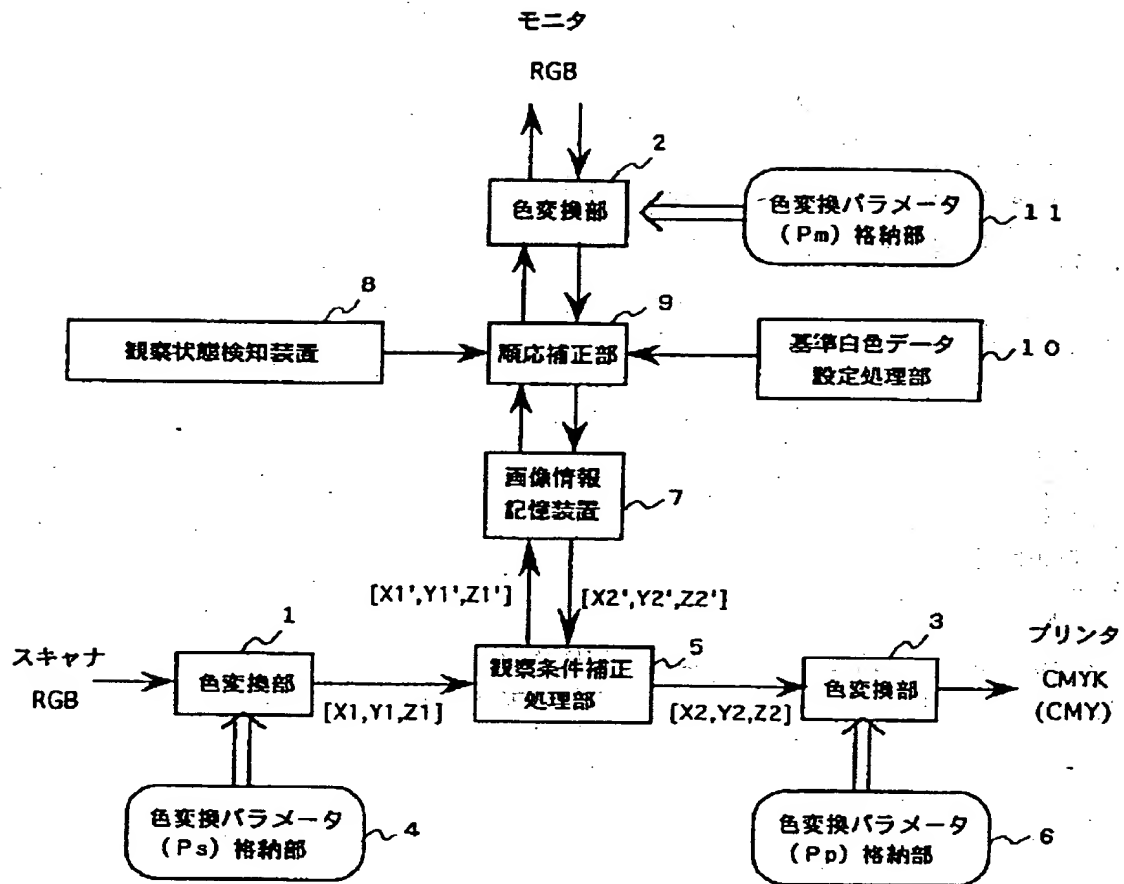 モニタ
RGB
2
色変換部
色変換パラメータ
(Pm)格納部
11
8
観察状態検知装置
9
順応補正部
基準白色データ
設定処理部
10
画像情報
記憶装置
7
[X1',Y1',Z1']
[X2',Y2',Z2']
スキャナ
RGB
1
色変換部
[X1,Y1,Z1]
観察条件補正
処理部
5
[X2,Y2,Z2]
3
色変換部
プリンタ
CMYK
(CMY)
色変換パラメータ
(Ps)格納部
4
色変換パラメータ
(Pp)格納部
6